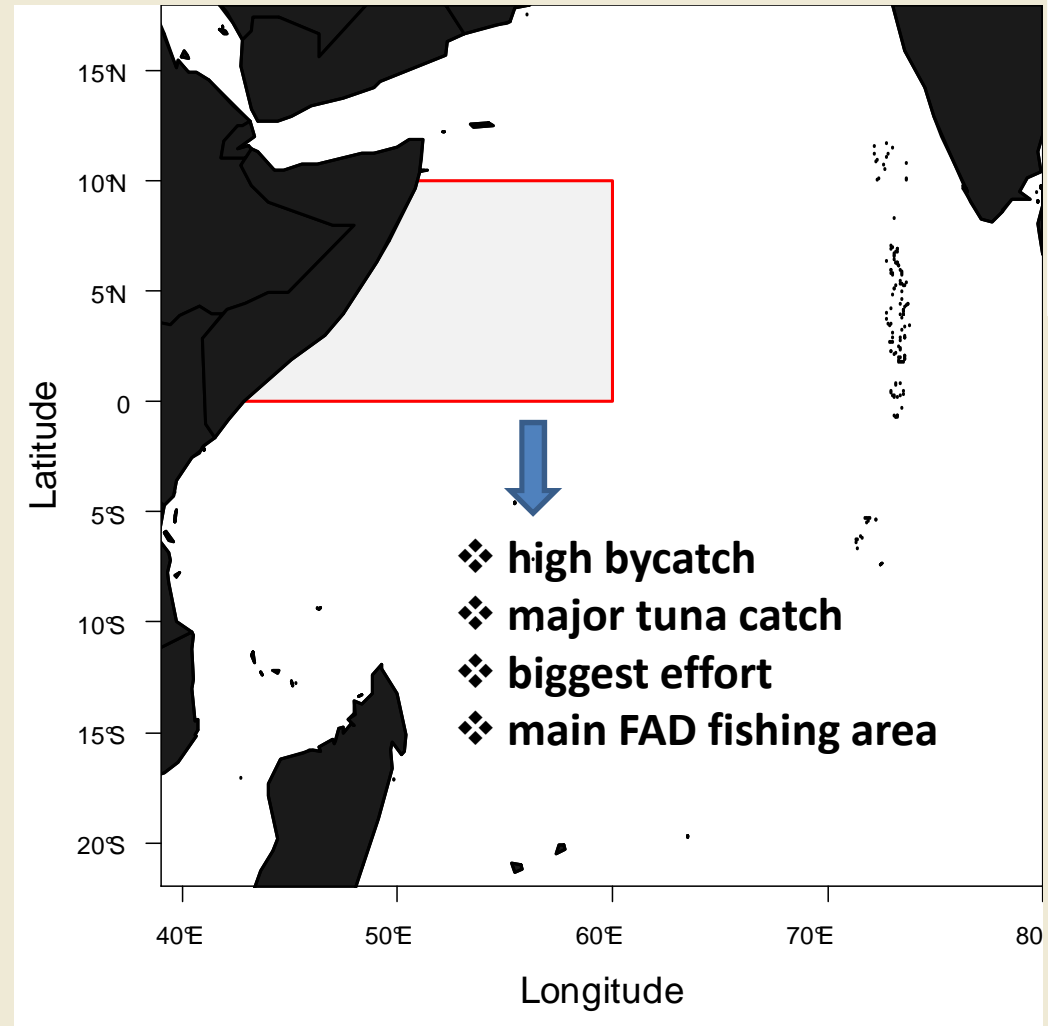 15°N
10°N
5°N
0
5°S
10°S
15°S
20°S
Latitude
❖ high bycatch
❖ major tuna catch
❖ biggest effort
❖ main FAD fishing area
40°E
50°E
60°E
70°E
80
Longitude